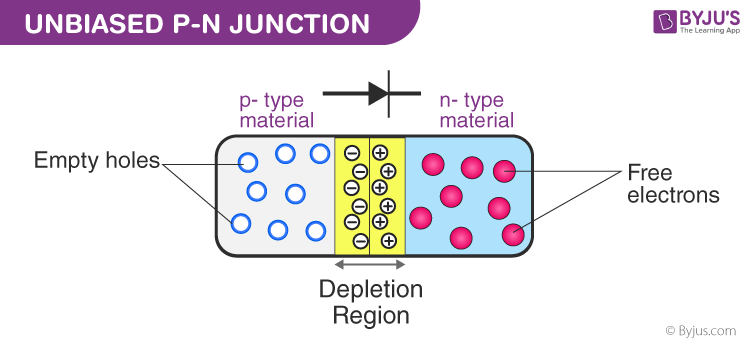 UNBIASED P-N JUNCTION
BYJU'S
The Learning App
p- type
material
n- type
material
Empty holes
Free
electrons
Depletion
Region
© Byjus.com